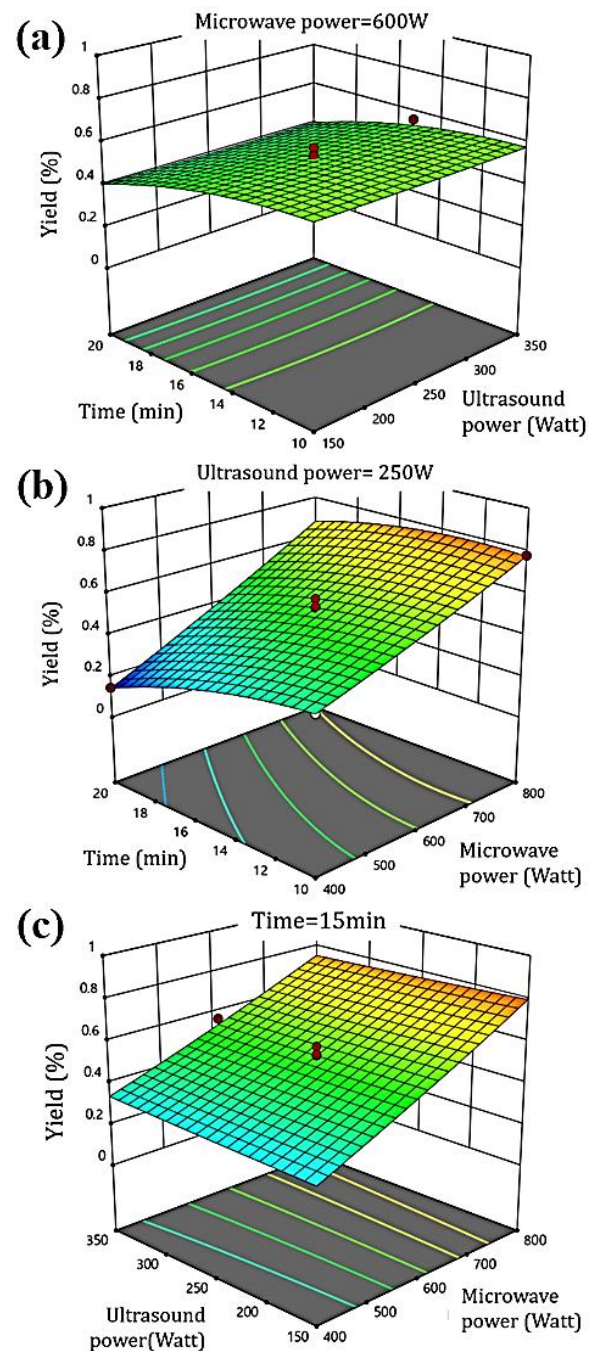 (a)
Microwave power=600W
1
0.8
0.6
0.4
0.2
0
Yield (%)
20
18
16
14
12
10
Time (min)
150
200
250
300
350
Ultrasound
power (Watt)
(b)
Ultrasound power= 250W
1
0.8
0.6
0.4
0.2
0
Yield (%)
20
18
16
14
12
10
Time (min)
400
500
600
700
800
Microwave
power (Watt)
(c)
Time=15min
1
0.8
0.6
0.4
0.2
0
Yield (%)
350
300
250
200
150
Ultrasound
power(Watt)
400
500
600
700
800
Microwave
power (Watt)